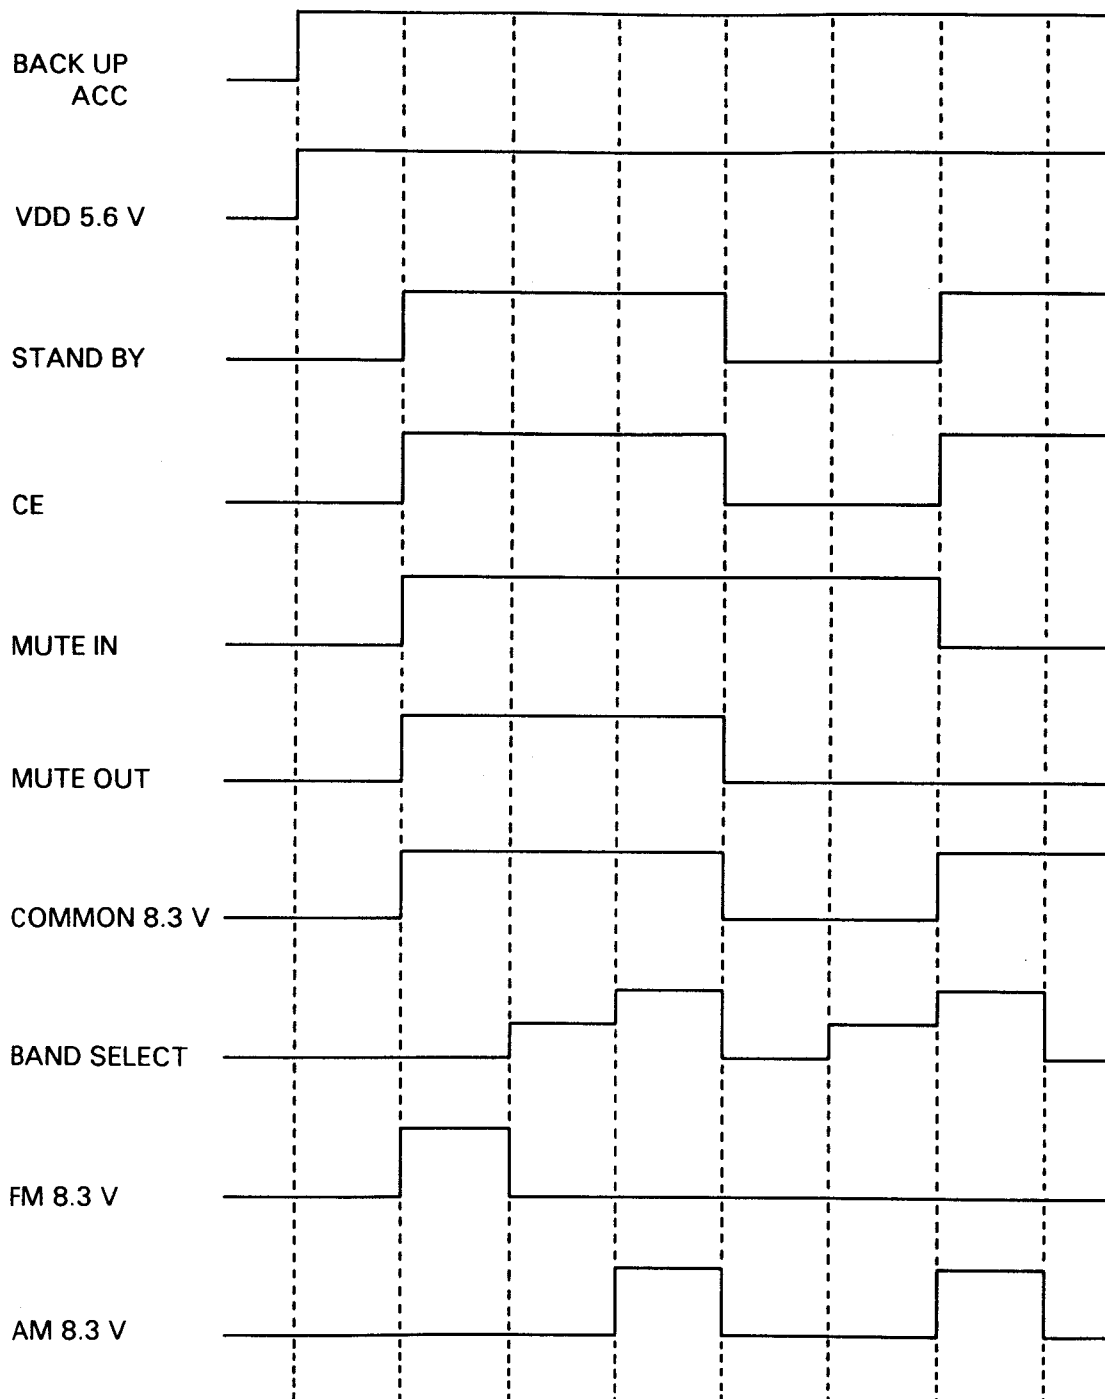 BACK UP
ACC
VDD 5.6 V
STAND BY
CE
MUTE IN
MUTE OUT
COMMON 8.3 V
BAND SELECT
FM 8.3 V
AM 8.3 V